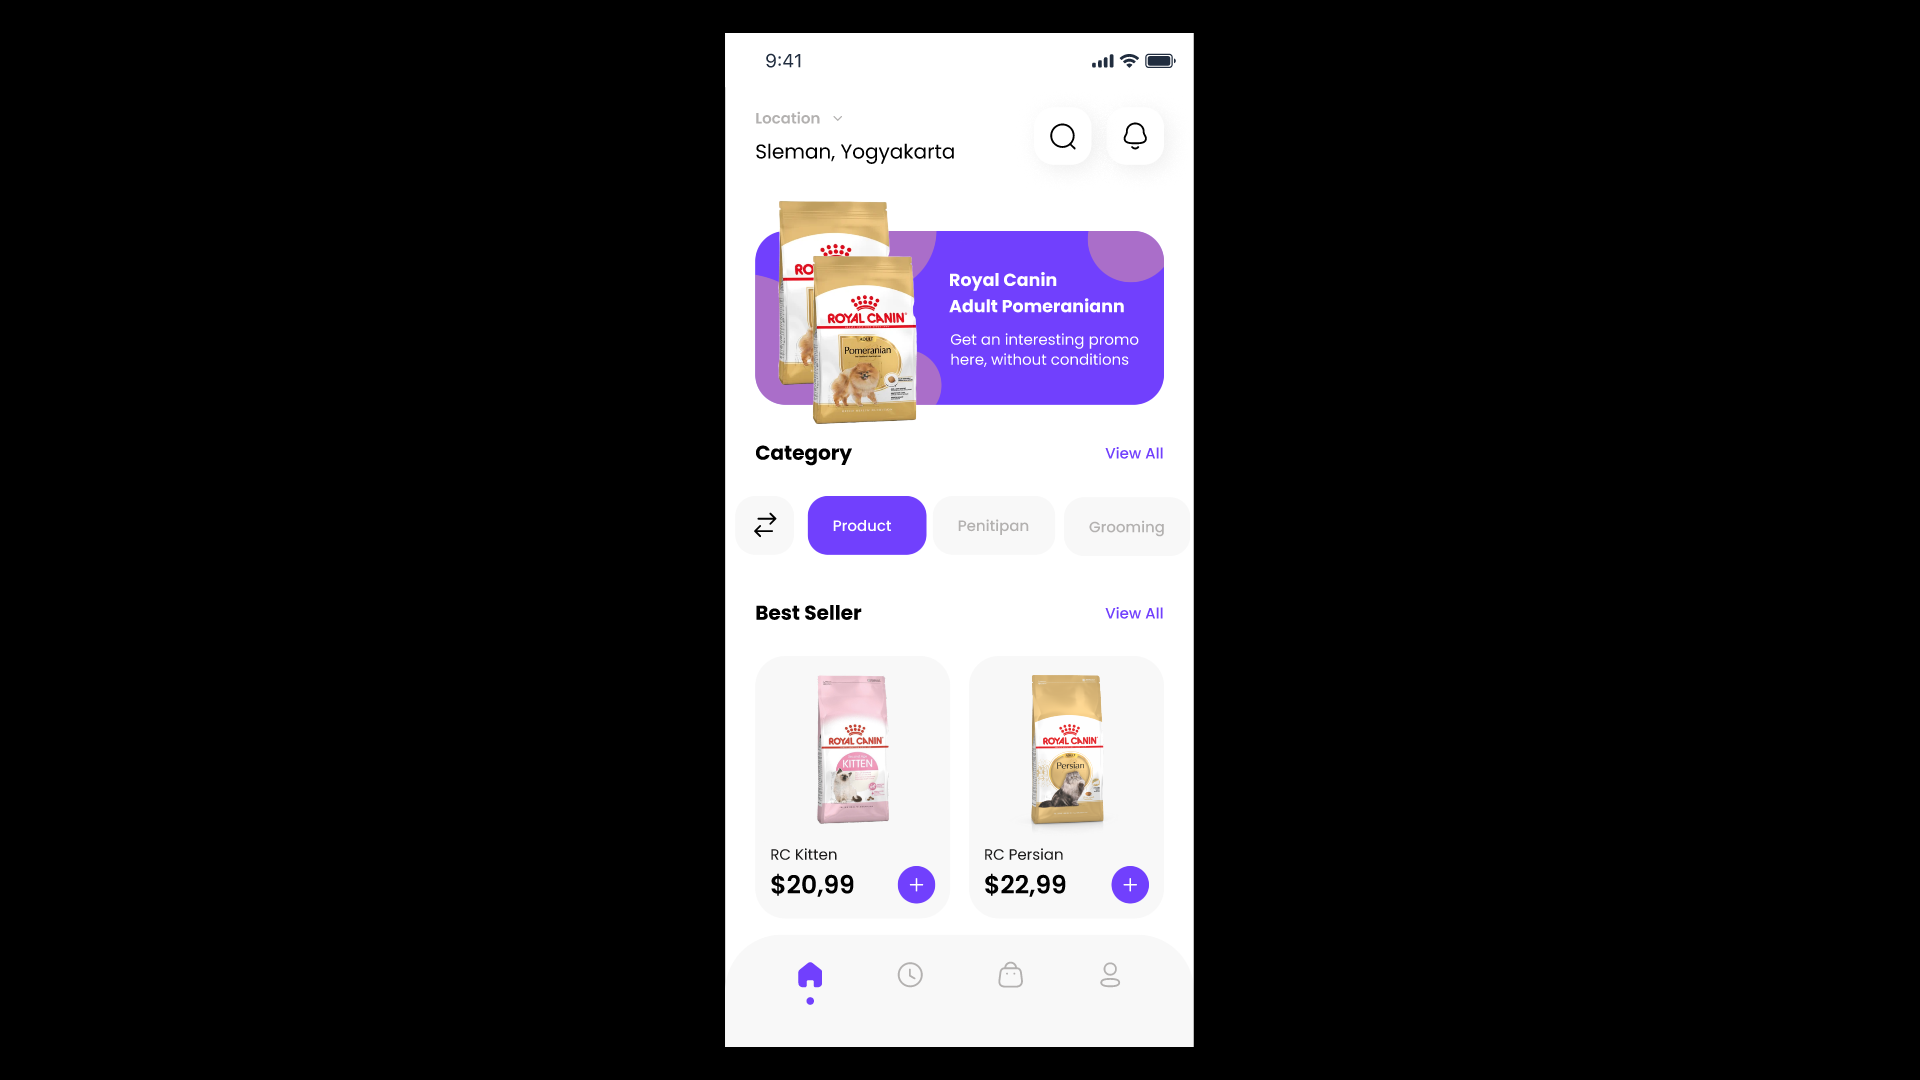 9:41
Location
Sleman, Yogyakarta
RO
ROYAL CANIN
ADULT
Pomeranian
Royal Canin
Adult Pomeraniann
Get an interesting promo
here, without conditions
Category
View All
Product
Penitipan
Grooming
Best Seller
View All
ROYAL CANIN
KITTEN
ROYAL CANIN
Persian
RC Kitten
$20,99
RC Persian
$22,99